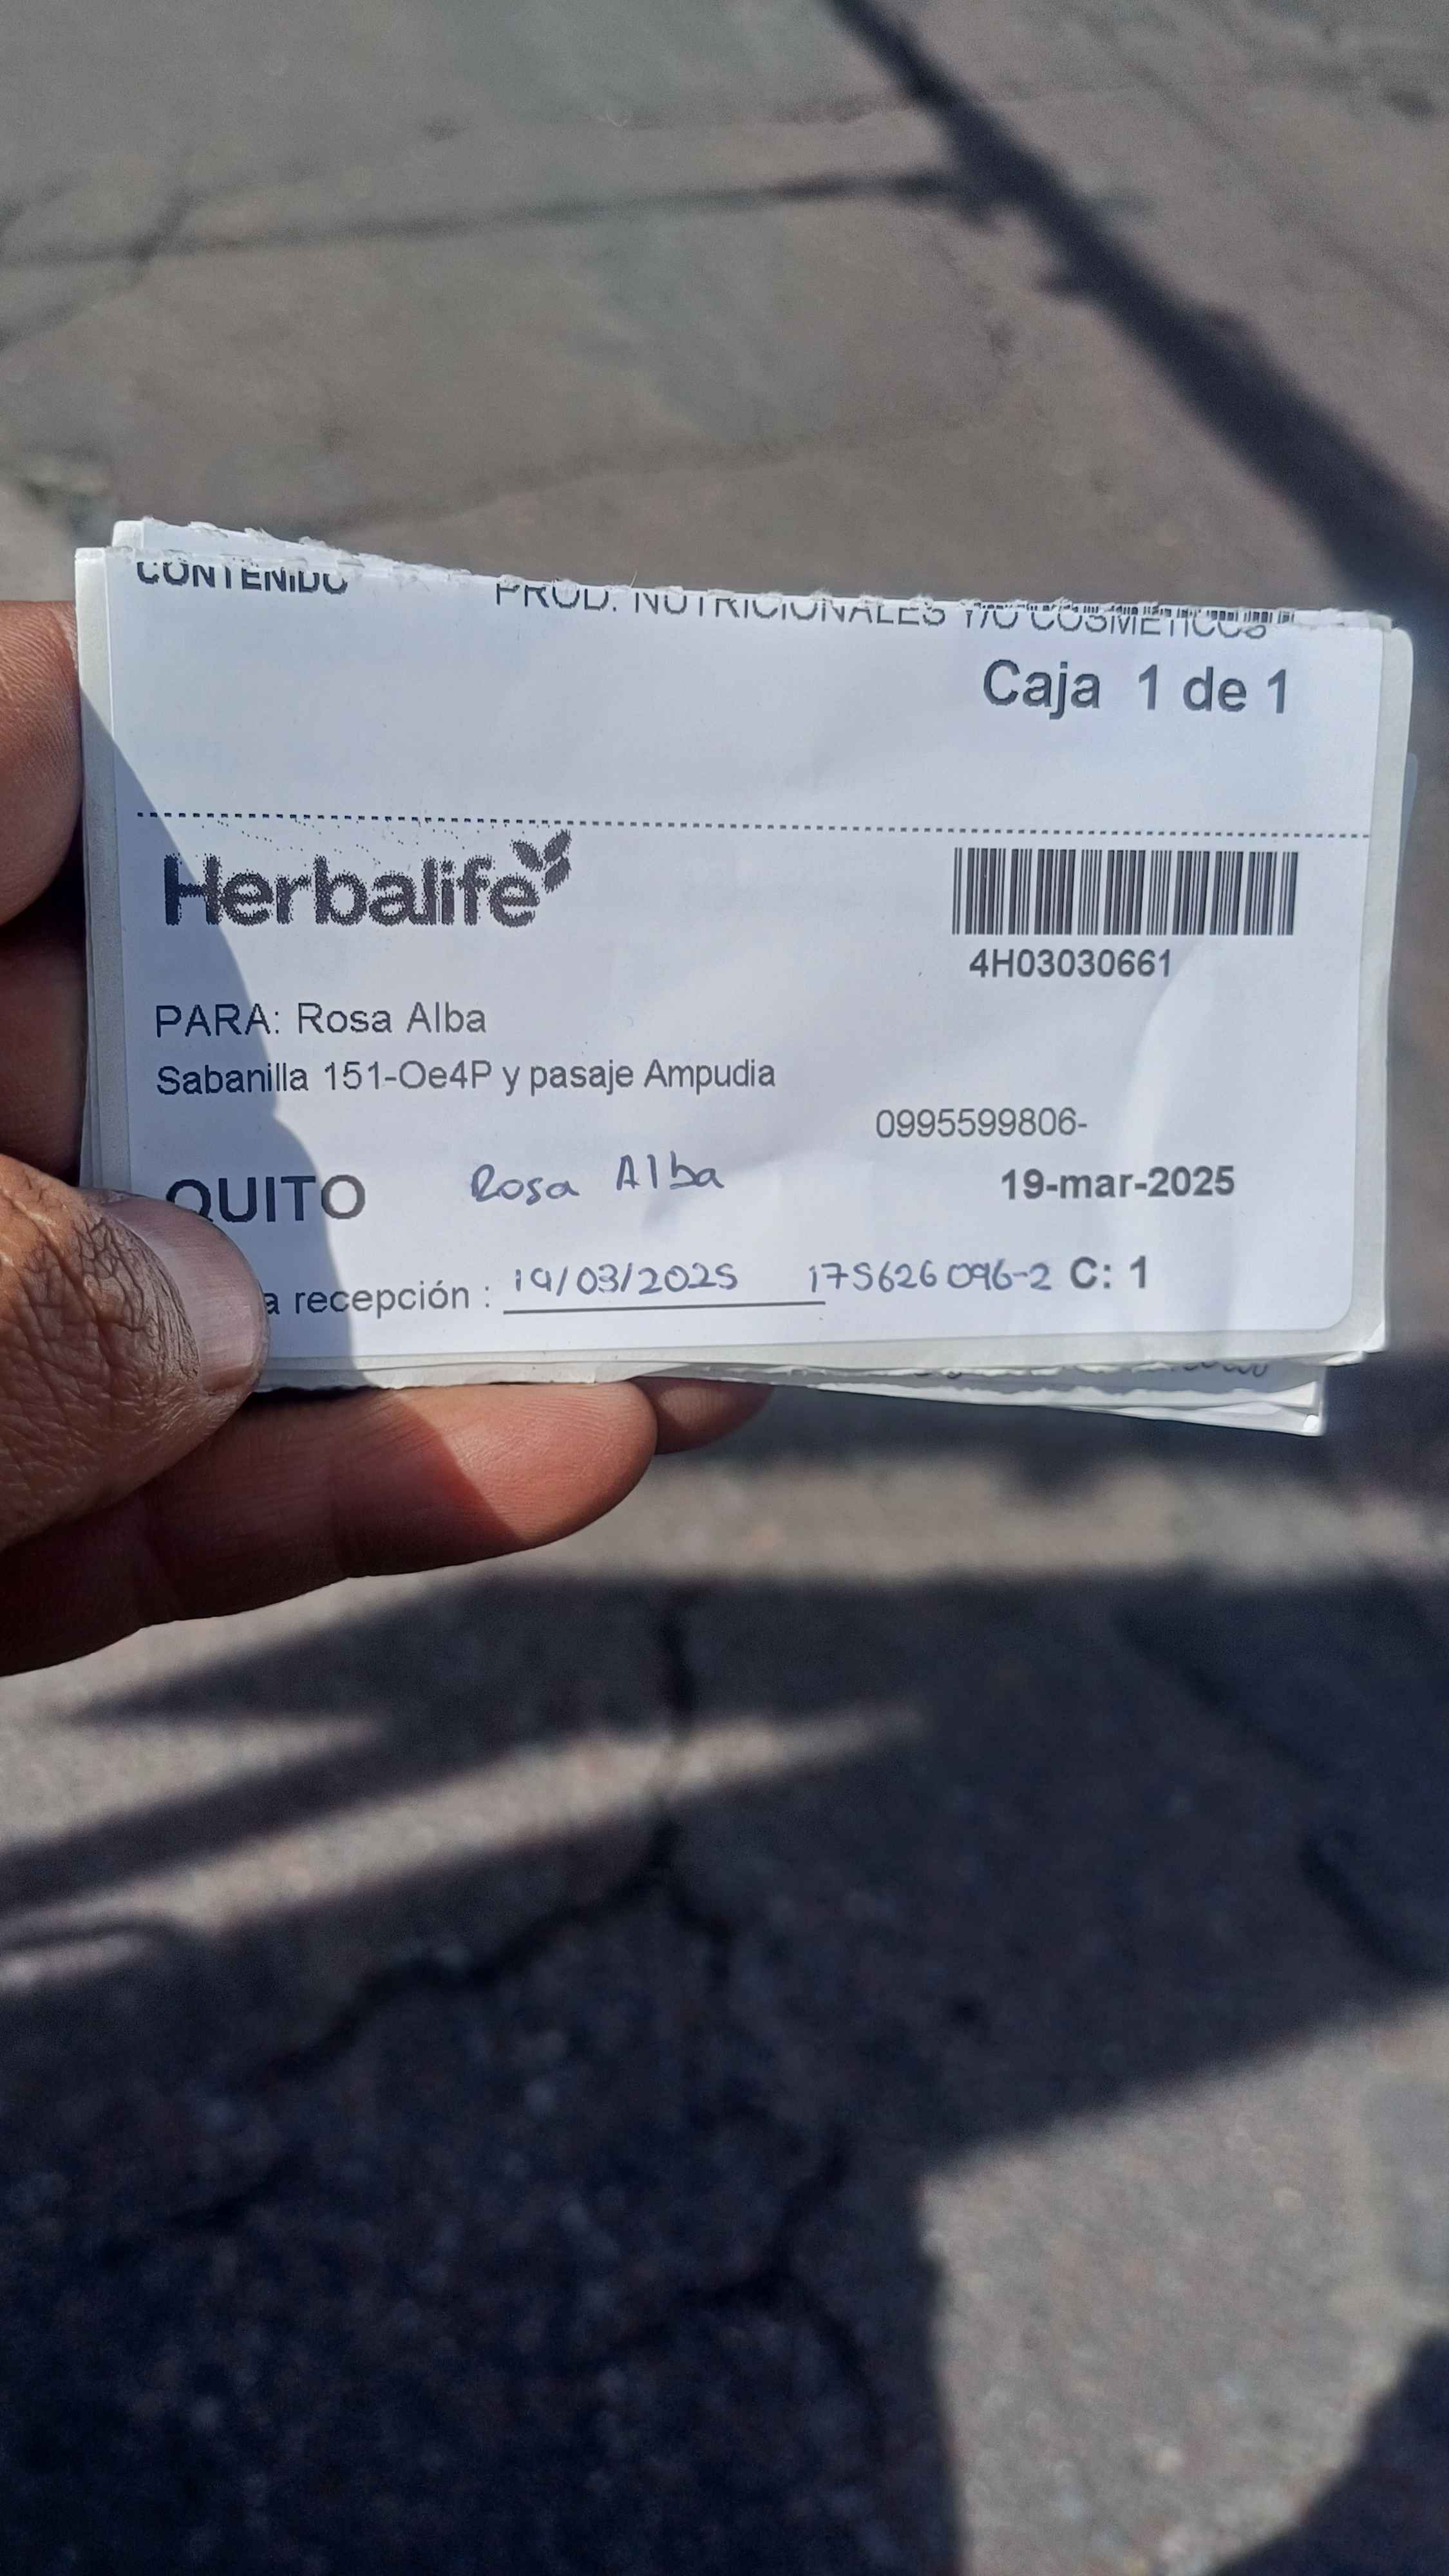 CONTENIDO PROD. NUTRICIONALES Y/O COSMETICOS
Caja 1 de 1
Herbalife
4H03030661
PARA: Rosa Alba
Sabanilla 151-Oe4P y pasaje Ampudia
0995599806-
QUITO Rosa Alba 19-mar-2025
a recepción : 19/03/2025 175626096-2 C: 1